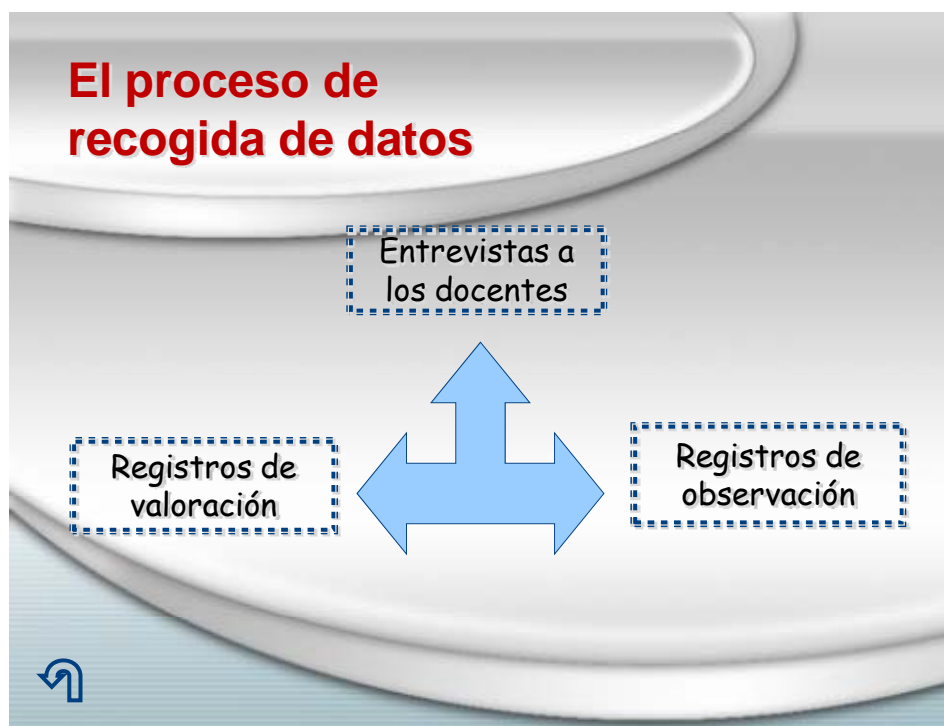 El proceso de
recogida de datos
Entrevistas a
los docentes
Registros de
valoración
Registros de
observación